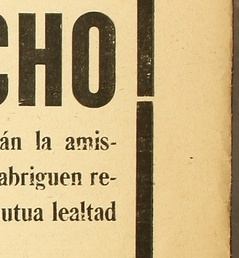 CHO
án la amis-
abriguen re-
utua lealtad